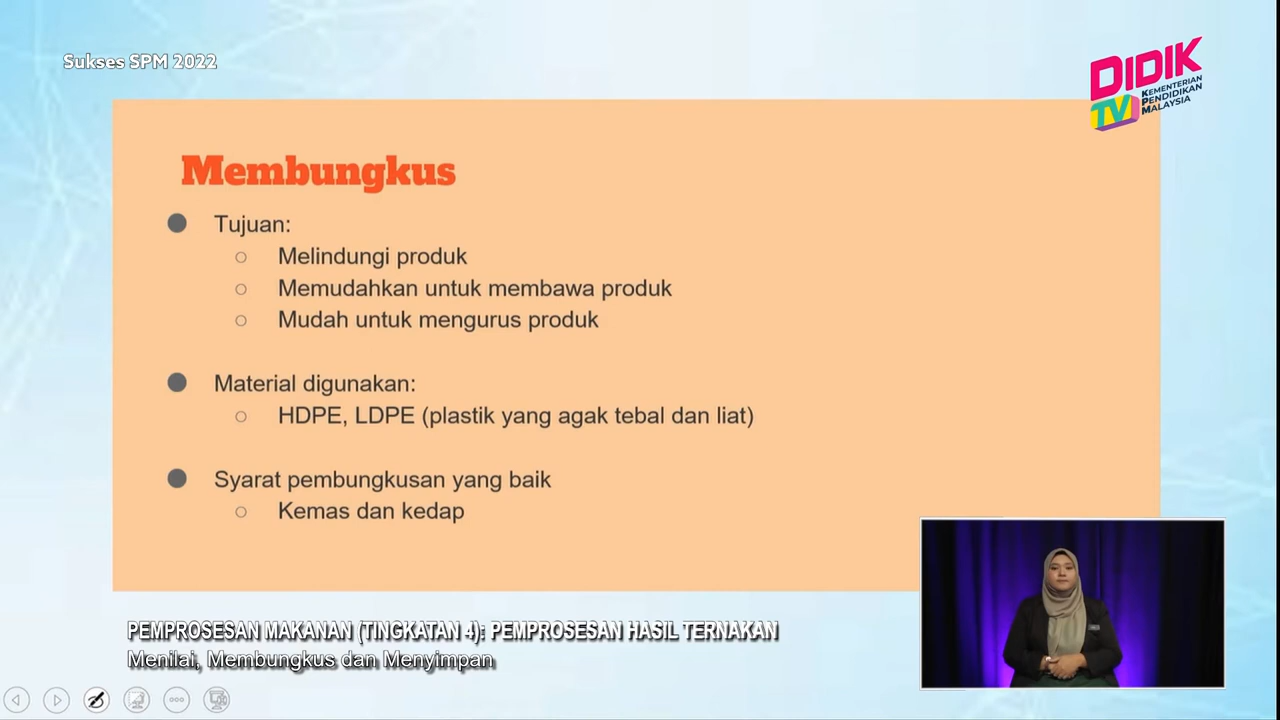 Sukses SPM 2022
DIDIK
TV
KEMENTERIAN
PENDIDIKAN
MALAYSIA
Membungkus
Tujuan:
Melindungi produk
Memudahkan untuk membawa produk
Mudah untuk mengurus produk
Material digunakan:
HDPE, LDPE (plastik yang agak tebal dan liat)
Syarat pembungkusan yang baik
Kemas dan kedap
PEMPROSESAN MAKANAN (TINGKATAN 4): PEMPROSESAN HASIL TERNAKAN
Menilai, Membungkus dan Menyimpan